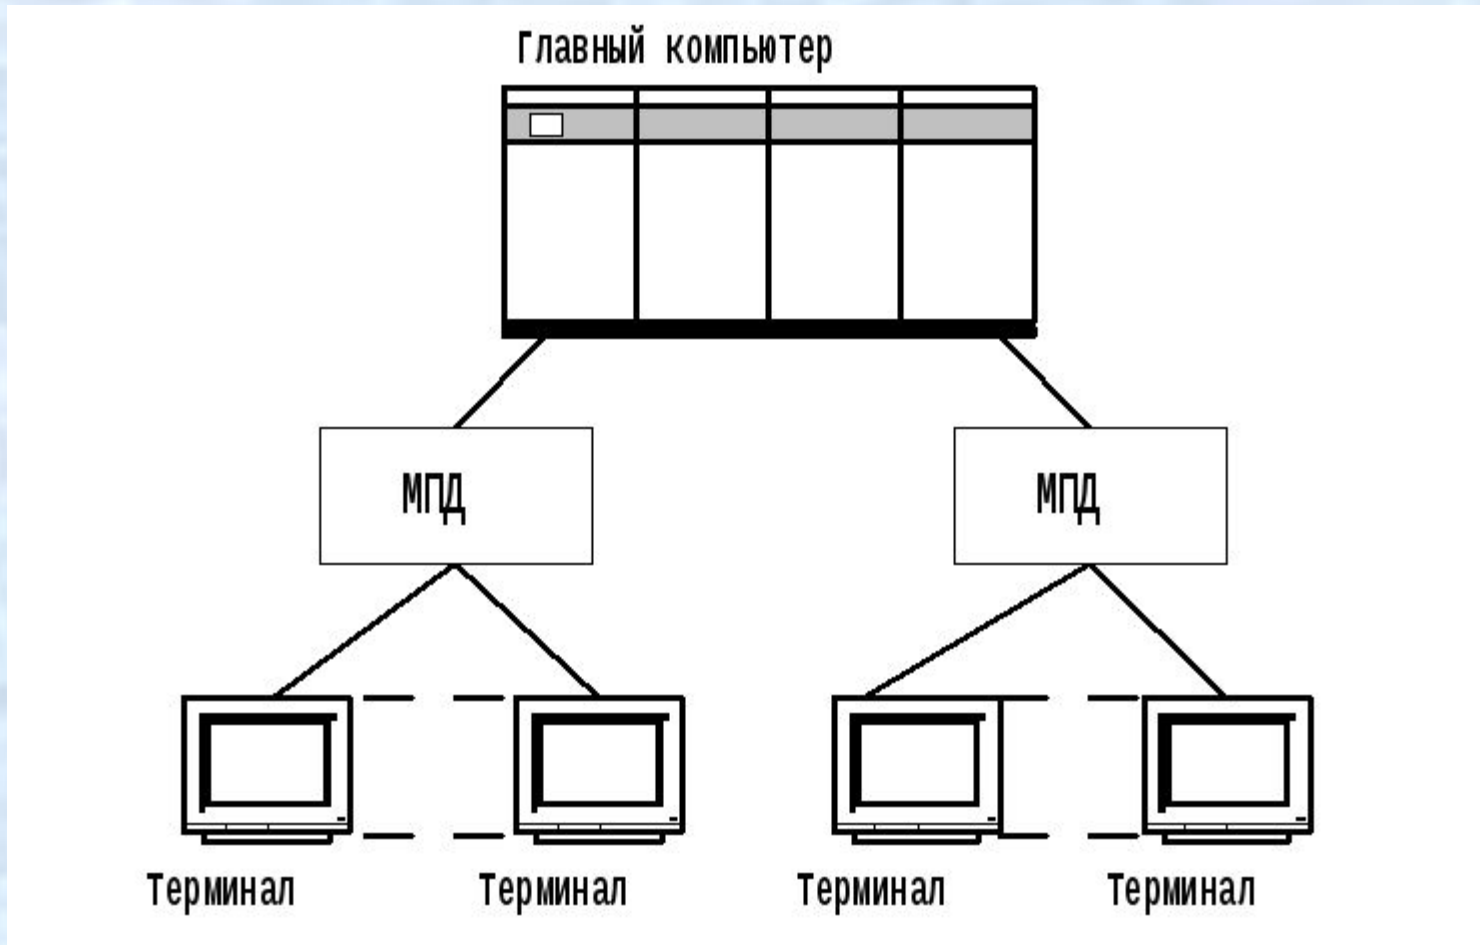 Главный компьютер
МПД
МПД
Терминал
Терминал
Терминал
Терминал